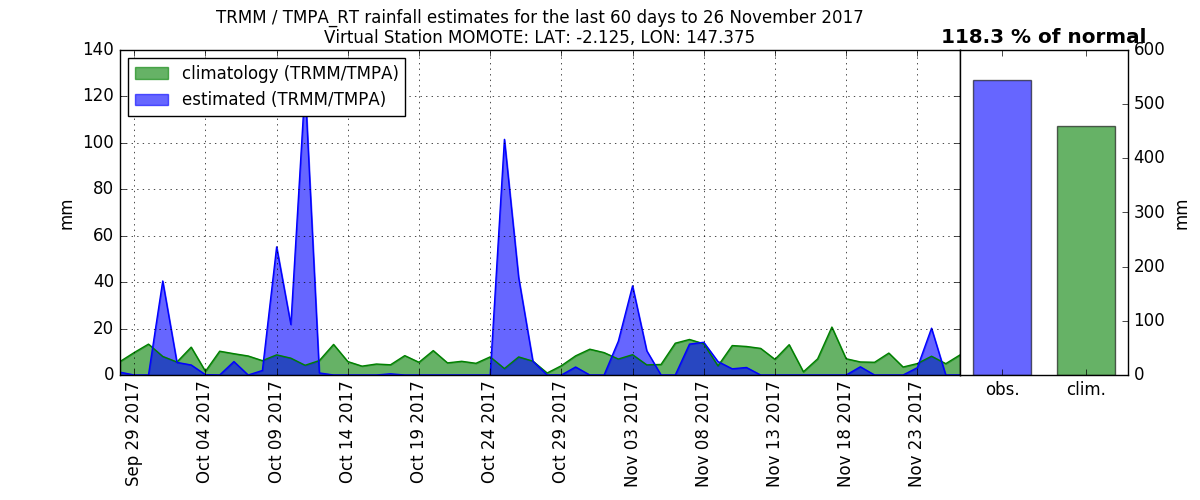 TRMM / TMPA_RT rainfall estimates for the last 60 days to 26 November 2017
Virtual Station MOMOTE: LAT: -2.125, LON: 147.375
118.3 % of normal
climatology (TRMM/TMPA)
estimated (TRMM/TMPA)
mm
140
120
100
80
60
40
20
0
Sep 29 2017
Oct 04 2017
Oct 09 2017
Oct 14 2017
Oct 19 2017
Oct 24 2017
Oct 29 2017
Nov 03 2017
Nov 08 2017
Nov 13 2017
Nov 18 2017
Nov 23 2017
600
500
400
300
200
100
0
mm
obs.
clim.